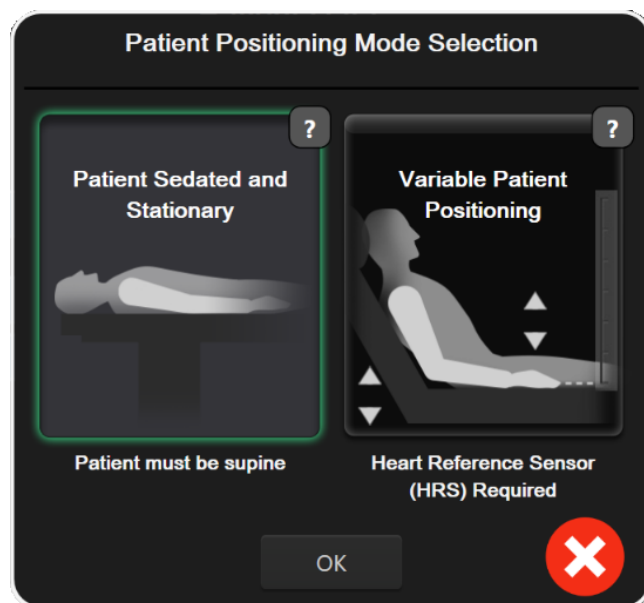 Patient Positioning Mode Selection
?
?
Patient Sedated and
Stationary
Variable Patient
Positioning
Patient must be supine
Heart Reference Sensor
(HRS) Required
OK